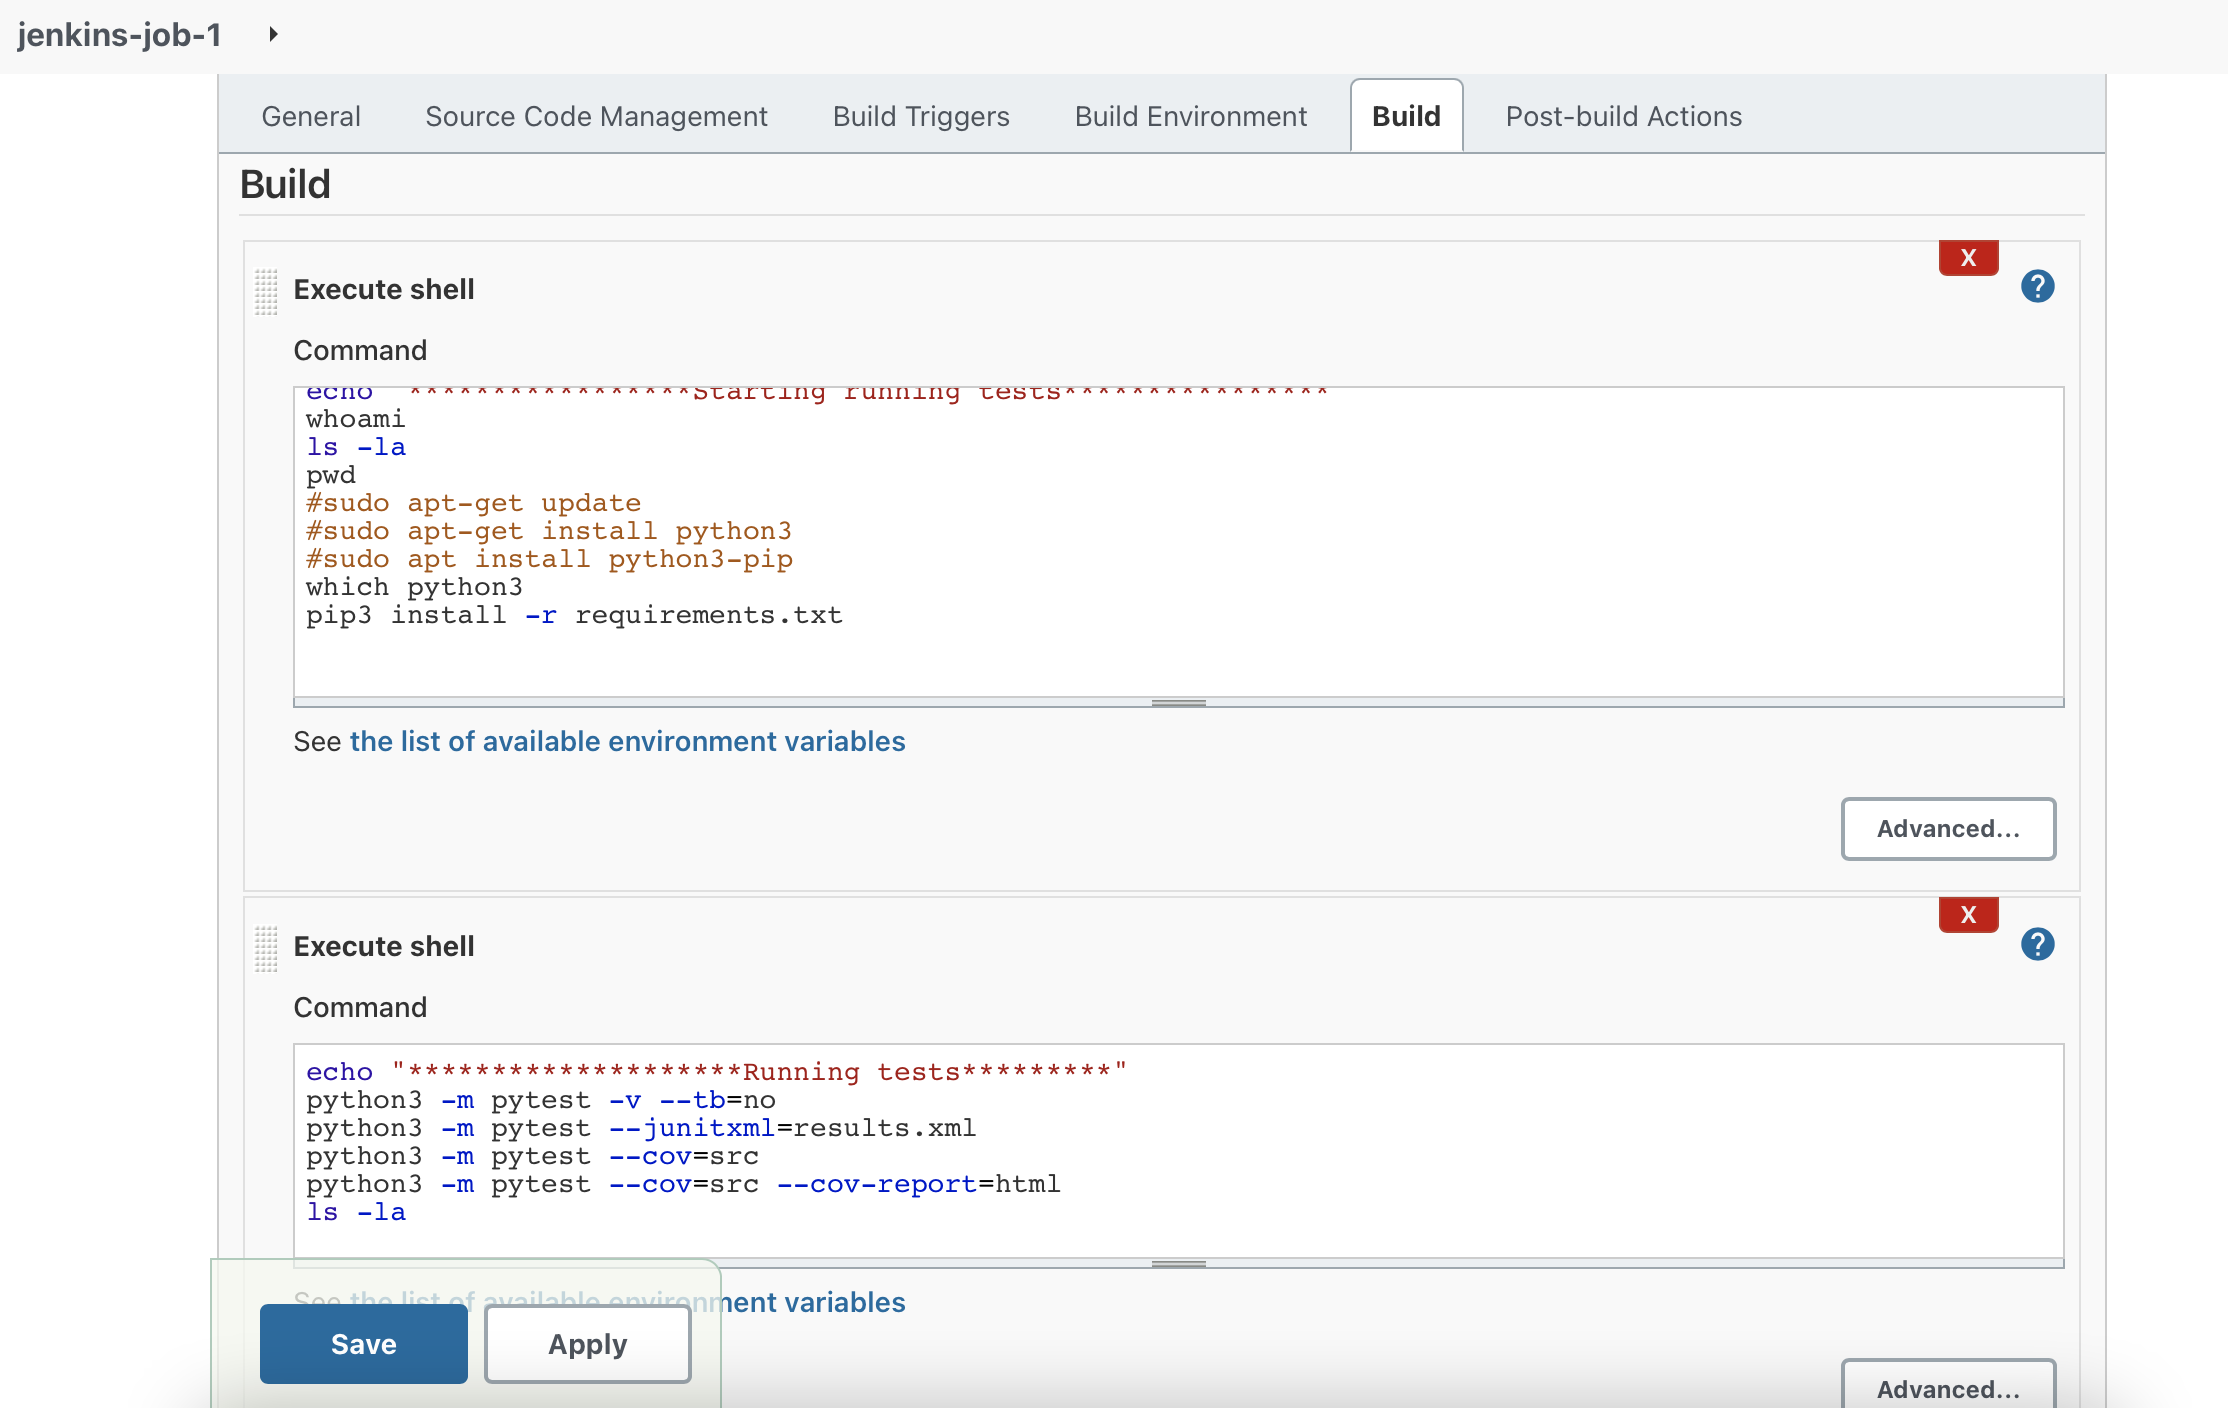 jenkins-job-1
General Source Code Management Build Triggers Build Environment Build Post-build Actions
Build
X
Execute shell
?
Command
echo "*****************Starting running tests****************
whoami
ls -la
pwd
#sudo apt-get update
#sudo apt-get install python3
#sudo apt install python3-pip
which python3
pip3 install -r requirements.txt
See the list of available environment variables
Advanced...
X
Execute shell
?
Command
echo "********************Running tests*********"
python3 -m pytest -v --tb=no
python3 -m pytest --junitxml=results.xml
python3 -m pytest --cov=src
python3 -m pytest --cov=src --cov-report=html
ls -la
See the list of available environment variables
Save Apply
Advanced...